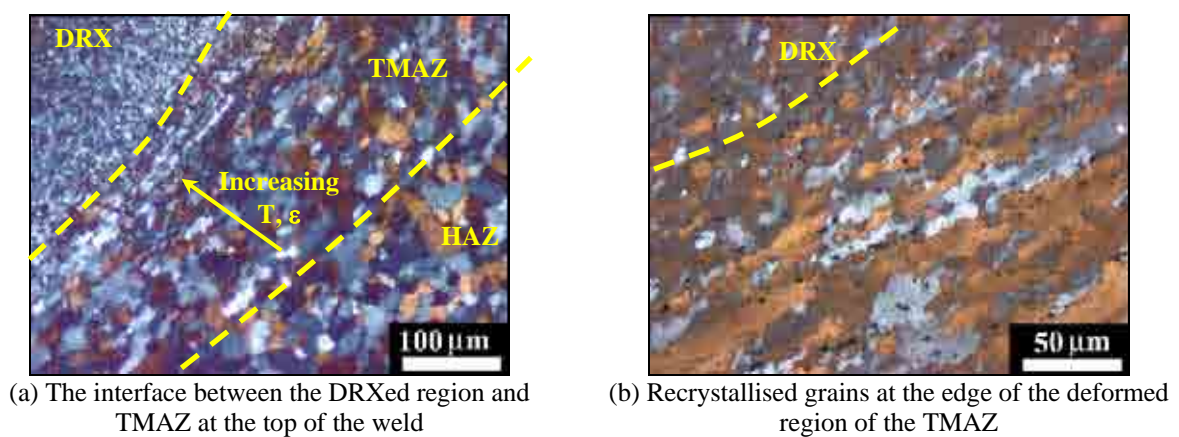 DRX
TMAZ
Increasing
T, ε
HAZ
100 μm
(a) The interface between the DRXed region and
TMAZ at the top of the weld
DRX
50 μm
(b) Recrystallised grains at the edge of the deformed
region of the TMAZ